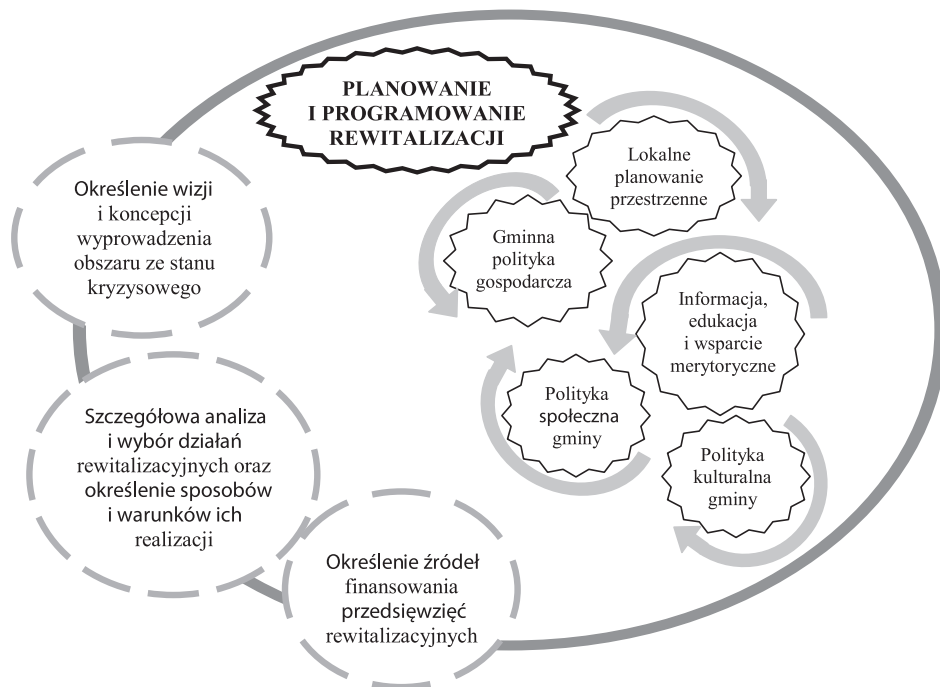 PLANOWANIE
I PROGRAMOWANIE
REWITALIZACJI
Lokalne
planowanie
przestrzenne
Określenie wizji
i koncepcji
wyprowadzenia
obszaru ze stanu
kryzysowego
Gminna
polityka
gospodarcza
Informacja,
edukacja
i wsparcie
merytoryczne
Polityka
społeczna
gminy
Szczegółowa analiza
i wybór działań
rewitalizacyjnych oraz
określenie sposobów
i warunków ich
realizacji
Polityka
kulturalna
gminy
Określenie źródeł
finansowania
przedsięwzięć
rewitalizacyjnych